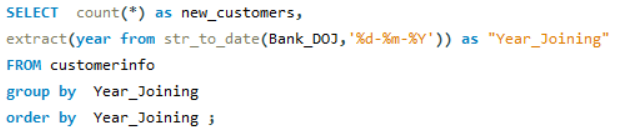 SELECT  count(*) as new_customers,
extract(year from str_to_date(Bank_DOJ,'%d-%m-%Y')) as "Year_Joining"
FROM customerinfo
group by  Year_Joining
order by  Year_Joining ;